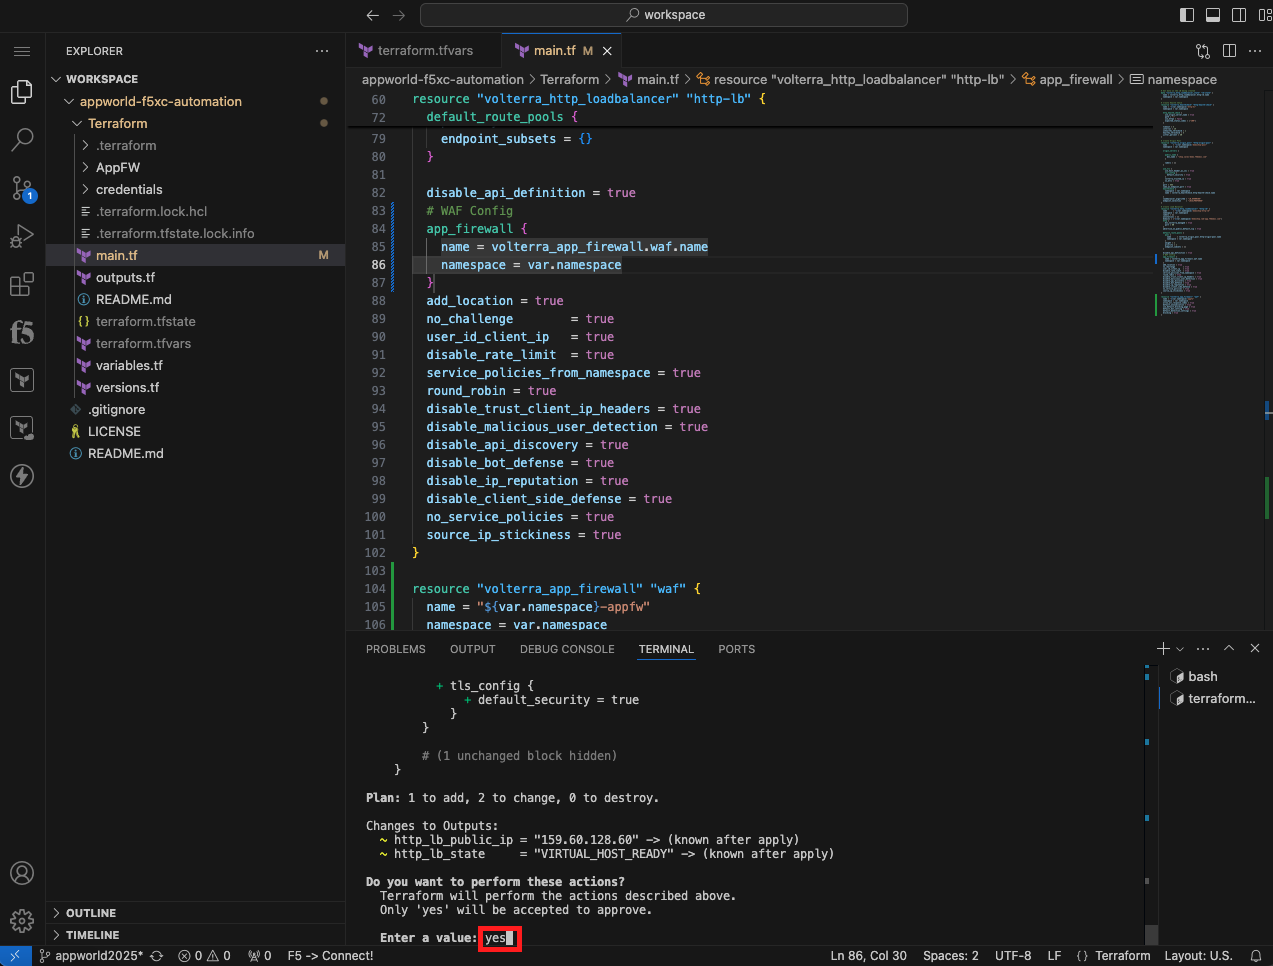 workspace
EXPLORER
WORKSPACE
appworld-f5xc-automation
Terraform
.terraform
AppFW
credentials
.terraform.lock.hcl
.terraform.tfstate.lock.info
main.tf M
outputs.tf
README.md
terraform.tfstate
terraform.tfvars
variables.tf
versions.tf
.gitignore
LICENSE
README.md
OUTLINE
TIMELINE
1
f5
terraform.tfvars
main.tf M
appworld-f5xc-automation > Terraform > main.tf > resource "volterra_http_loadbalancer" "http-lb" > app_firewall > namespace
60 resource "volterra_http_loadbalancer" "http-lb" {
72 default_route_pools {
79 endpoint_subsets = {}
80 }
81
82 disable_api_definition = true
83 # WAF Config
84 app_firewall {
85 name = volterra_app_firewall.waf.name
86 namespace = var.namespace
87 }
88 add_location = true
89 no_challenge = true
90 user_id_client_ip = true
91 disable_rate_limit = true
92 service_policies_from_namespace = true
93 round_robin = true
94 disable_trust_client_ip_headers = true
95 disable_malicious_user_detection = true
96 disable_api_discovery = true
97 disable_bot_defense = true
98 disable_ip_reputation = true
99 disable_client_side_defense = true
100 no_service_policies = true
101 source_ip_stickiness = true
102 }
103
104 resource "volterra_app_firewall" "waf" {
105 name = "${var.namespace}-appfw"
106 namespace = var.namespace
PROBLEMS OUTPUT DEBUG CONSOLE TERMINAL PORTS
+ tls_config {
+ default_security = true
}
}
# (1 unchanged block hidden)
}
Plan: 1 to add, 2 to change, 0 to destroy.
Changes to Outputs:
~ http_lb_public_ip = "159.60.128.60" -> (known after apply)
~ http_lb_state = "VIRTUAL_HOST_READY" -> (known after apply)
Do you want to perform these actions?
Terraform will perform the actions described above.
Only 'yes' will be accepted to approve.
Enter a value: yes
bash
terraform...
appworld2025* 0 0 0 F5 -> Connect! Ln 86, Col 30 Spaces: 2 UTF-8 LF {} Terraform Layout: U.S.